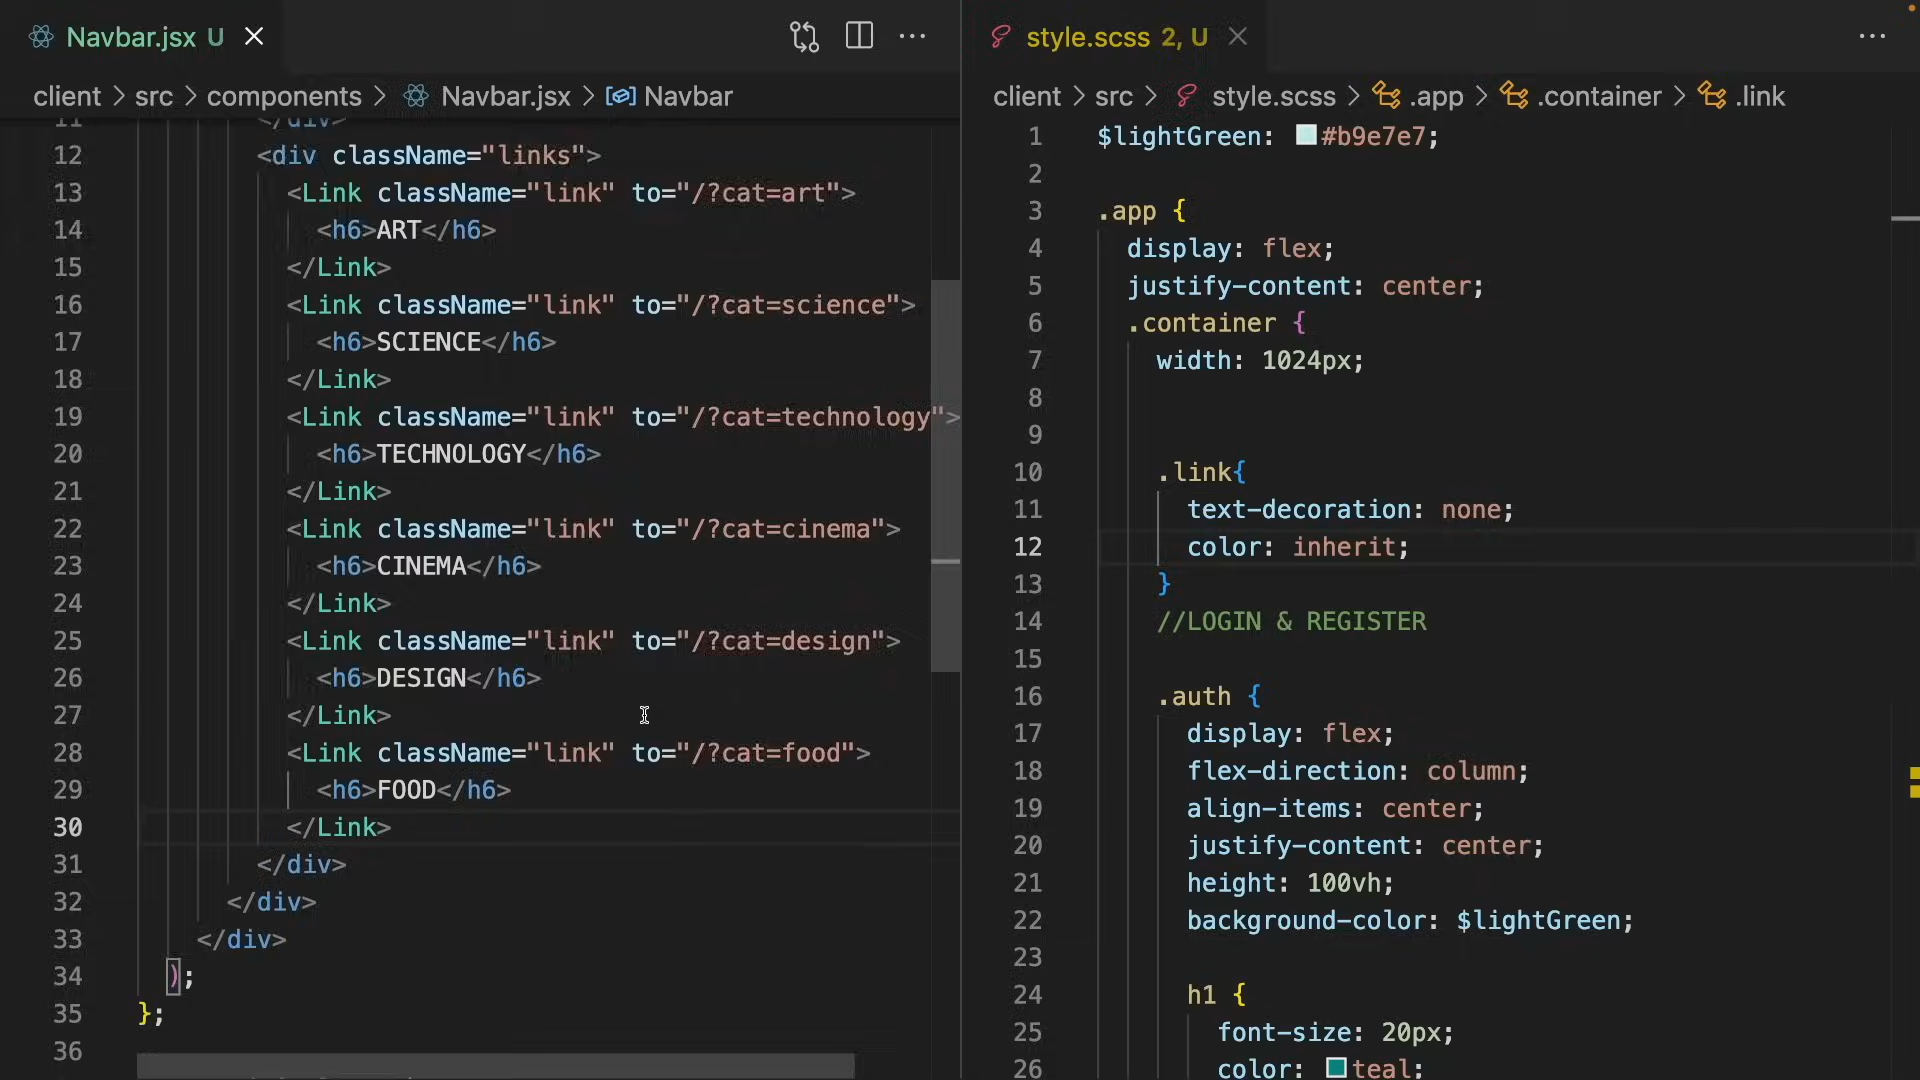 Navbar.jsx U
client > src > components > Navbar.jsx > Navbar
11 </div>
12 <div className="links">
13 <Link className="link" to="/?cat=art">
14 <h6>ART</h6>
15 </Link>
16 <Link className="link" to="/?cat=science">
17 <h6>SCIENCE</h6>
18 </Link>
19 <Link className="link" to="/?cat=technology">
20 <h6>TECHNOLOGY</h6>
21 </Link>
22 <Link className="link" to="/?cat=cinema">
23 <h6>CINEMA</h6>
24 </Link>
25 <Link className="link" to="/?cat=design">
26 <h6>DESIGN</h6>
27 </Link>
28 <Link className="link" to="/?cat=food">
29 <h6>FOOD</h6>
30 </Link>
31 </div>
32 </div>
33 </div>
34 );
35 };
36
style.scss 2, U
client > src > style.scss > .app > .container > .link
1 $lightGreen: #b9e7e7;
2
3 .app {
4 display: flex;
5 justify-content: center;
6 .container {
7 width: 1024px;
8
9
10 .link{
11 text-decoration: none;
12 color: inherit;
13 }
14 //LOGIN & REGISTER
15
16 .auth {
17 display: flex;
18 flex-direction: column;
19 align-items: center;
20 justify-content: center;
21 height: 100vh;
22 background-color: $lightGreen;
23
24 h1 {
25 font-size: 20px;
26 color: teal;